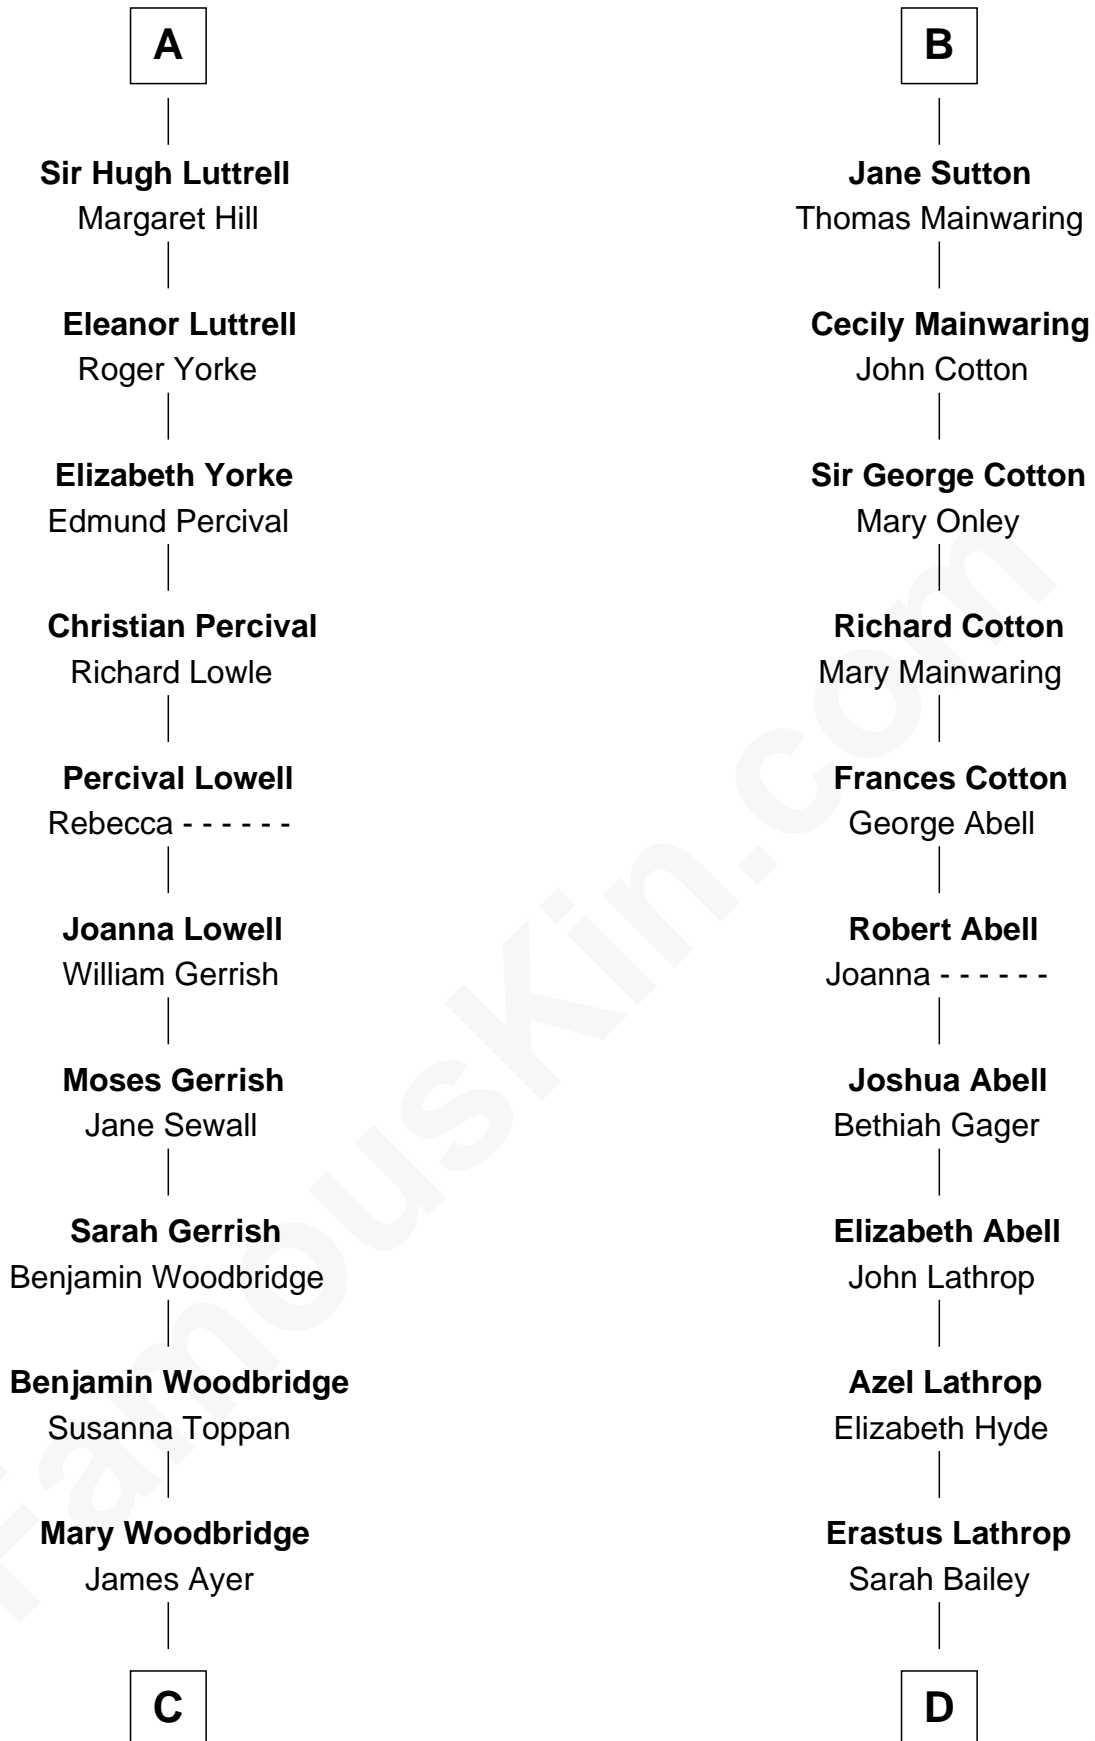 A
Sir Hugh Luttrell
Margaret Hill
Eleanor Luttrell
Roger Yorke
Elizabeth Yorke
Edmund Percival
Christian Percival
Richard Lowle
Percival Lowell
Rebecca - - - - - -
Joanna Lowell
William Gerrish
Moses Gerrish
Jane Sewall
Sarah Gerrish
Benjamin Woodbridge
Benjamin Woodbridge
Susanna Toppan
Mary Woodbridge
James Ayer
C
B
Jane Sutton
Thomas Mainwaring
Cecily Mainwaring
John Cotton
Sir George Cotton
Mary Onley
Richard Cotton
Mary Mainwaring
Frances Cotton
George Abell
Robert Abell
Joanna - - - - - -
Joshua Abell
Bethiah Gager
Elizabeth Abell
John Lathrop
Azel Lathrop
Elizabeth Hyde
Erastus Lathrop
Sarah Bailey
D
FamousKin.com